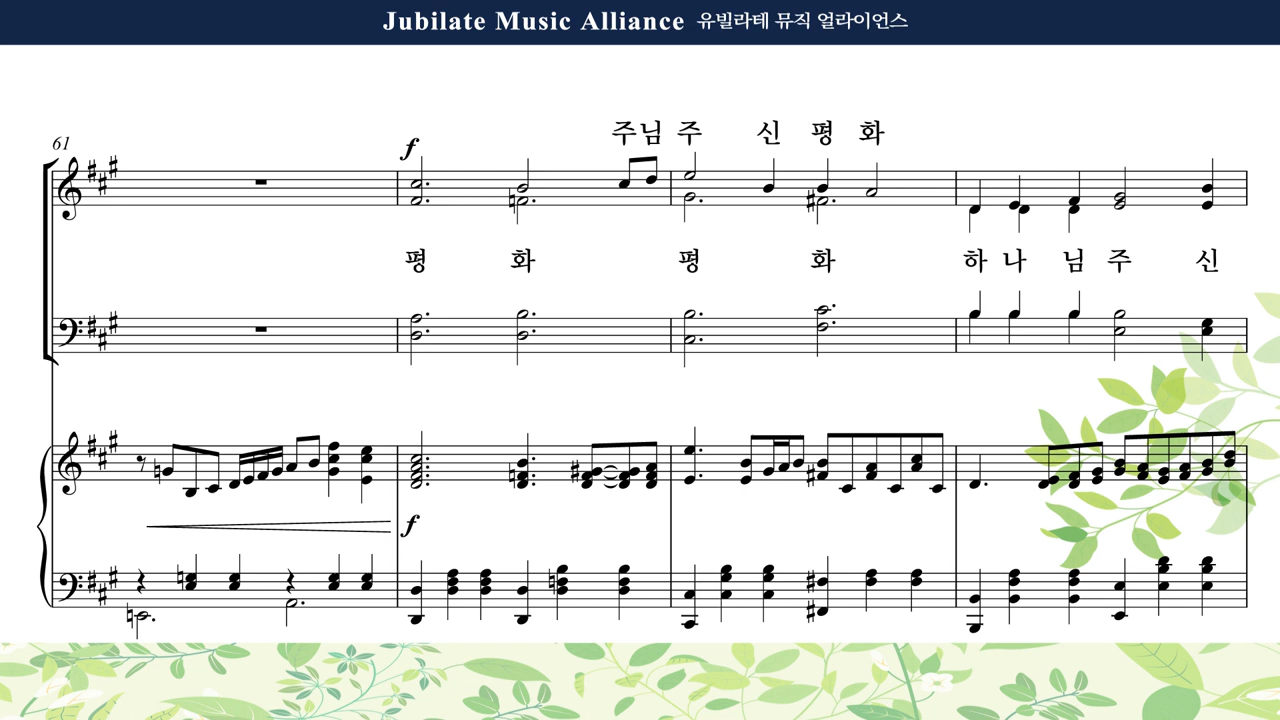 Jubilate Music Alliance 유빌라테 뮤직 얼라이언스
61
f
주님 주 신 평 화
평 화 평 화 하 나 님 주 신
f